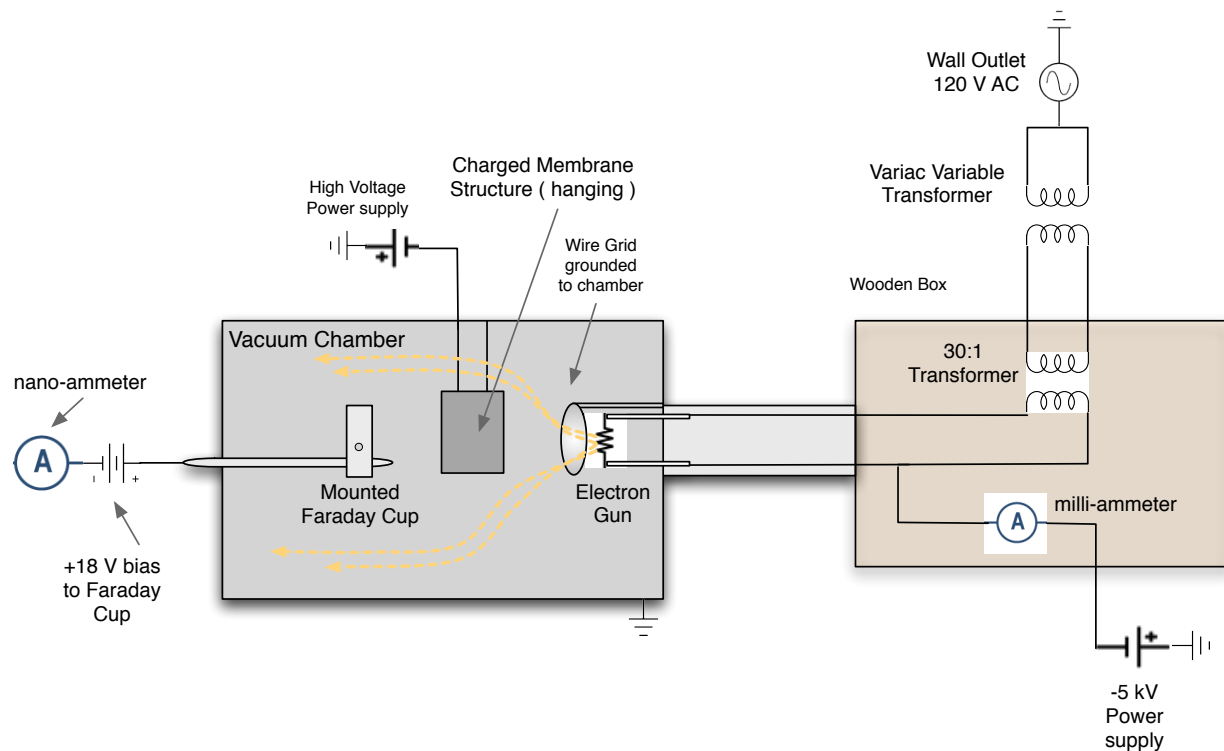 Wall Outlet
120 V AC
Variac Variable
Transformer
Charged Membrane
Structure ( hanging )
High Voltage
Power supply
+
Wire Grid
grounded
to chamber
Wooden Box
Vacuum Chamber
30:1
Transformer
nano-ammeter
A
- +
Mounted
Faraday Cup
Electron
Gun
milli-ammeter
A
+18 V bias
to Faraday
Cup
+
-5 kV
Power
supply